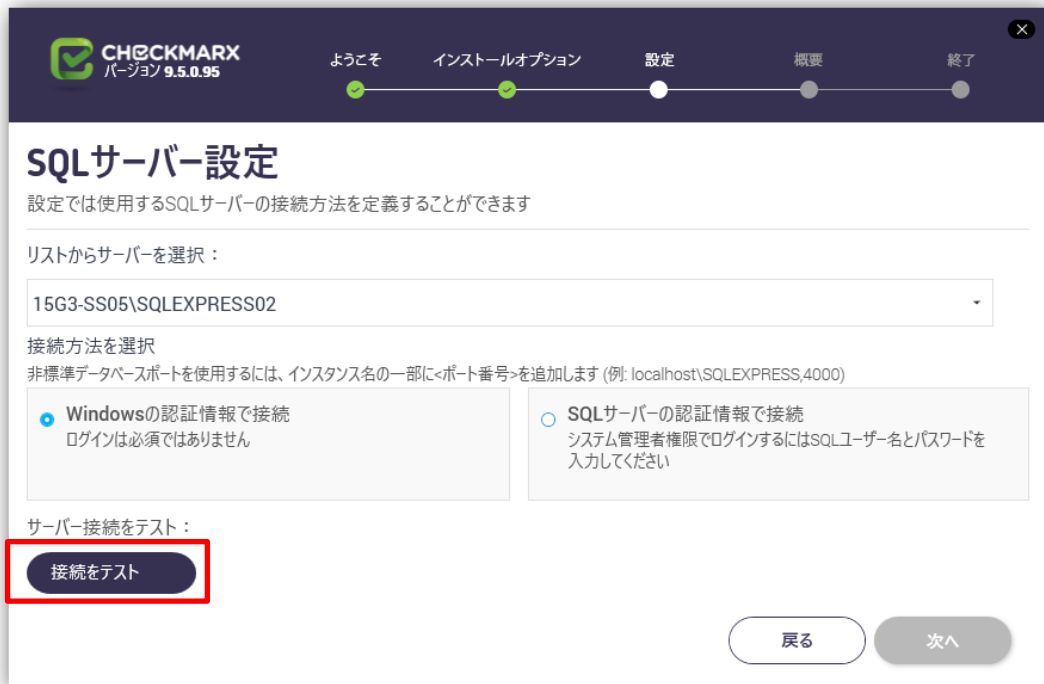 CHECKMARX
バージョン 9.5.0.95
ようこそ
インストールオプション
設定
概要
終了
SQLサーバー設定
設定では使用するSQLサーバーの接続方法を定義することができます
リストからサーバーを選択：
15G3-SS05\SQLEXPRESS02
接続方法を選択
非標準データベースポートを使用するには、インスタンス名の一部に<ポート番号>を追加します (例: localhost\SQLEXPRESS,4000)
Windowsの認証情報で接続
ログインは必須ではありません
SQLサーバーの認証情報で接続
システム管理者権限でログインするにはSQLユーザー名とパスワードを
入力してください
サーバー接続をテスト：
接続をテスト
戻る
次へ